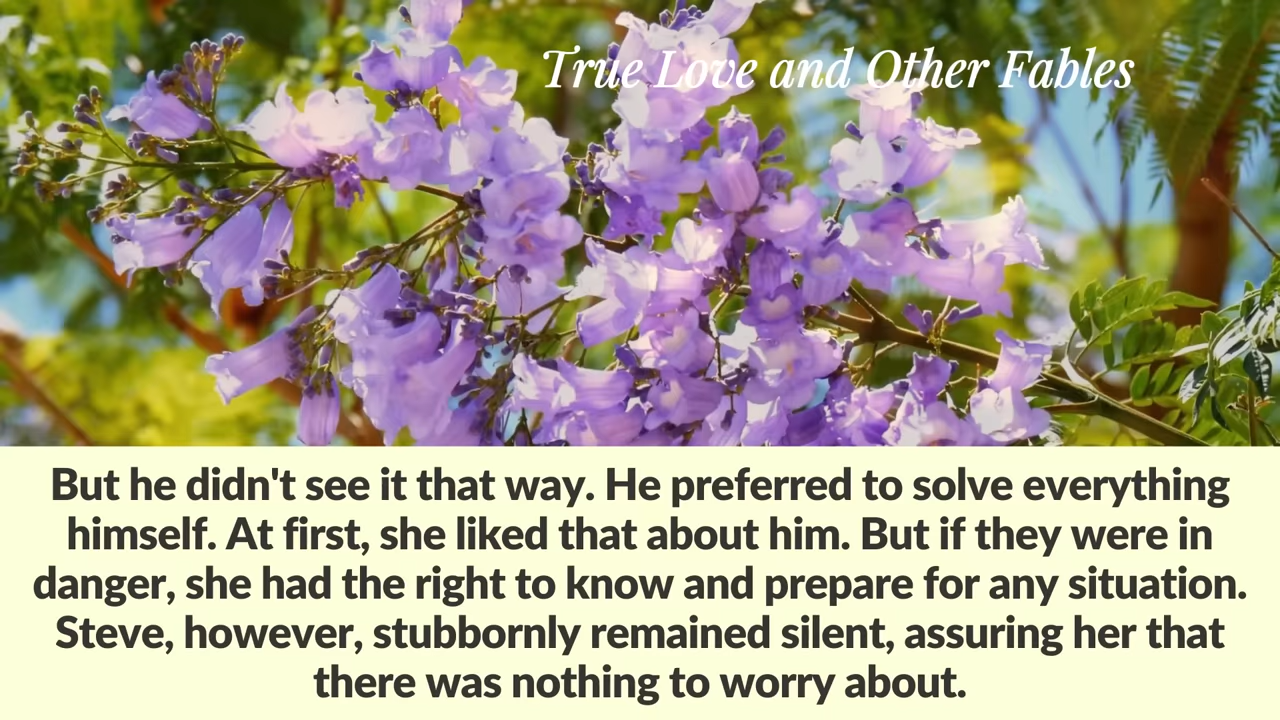 True Love and Other Fables
But he didn't see it that way. He preferred to solve everything
himself. At first, she liked that about him. But if they were in
danger, she had the right to know and prepare for any situation.
Steve, however, stubbornly remained silent, assuring her that
there was nothing to worry about.